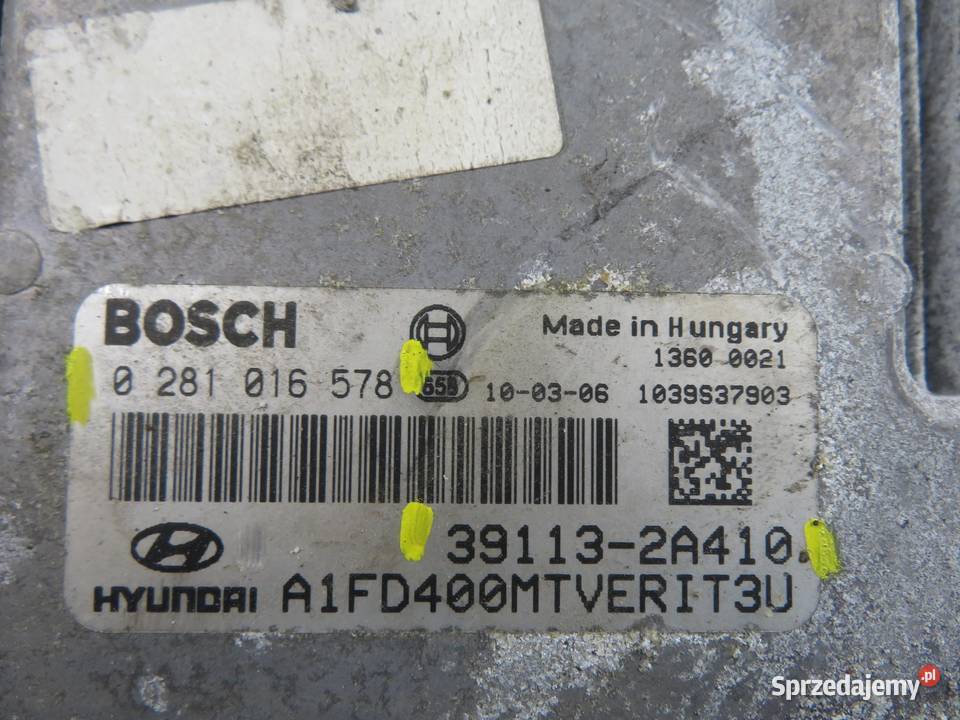 BOSCH
Made in Hungary
1360 0021
0 281 016 578
10-03-06
1039S37903
39113-2A410.
HYUNDAI
A1FD400MTVERIT3U
Sprzedajemy.pl